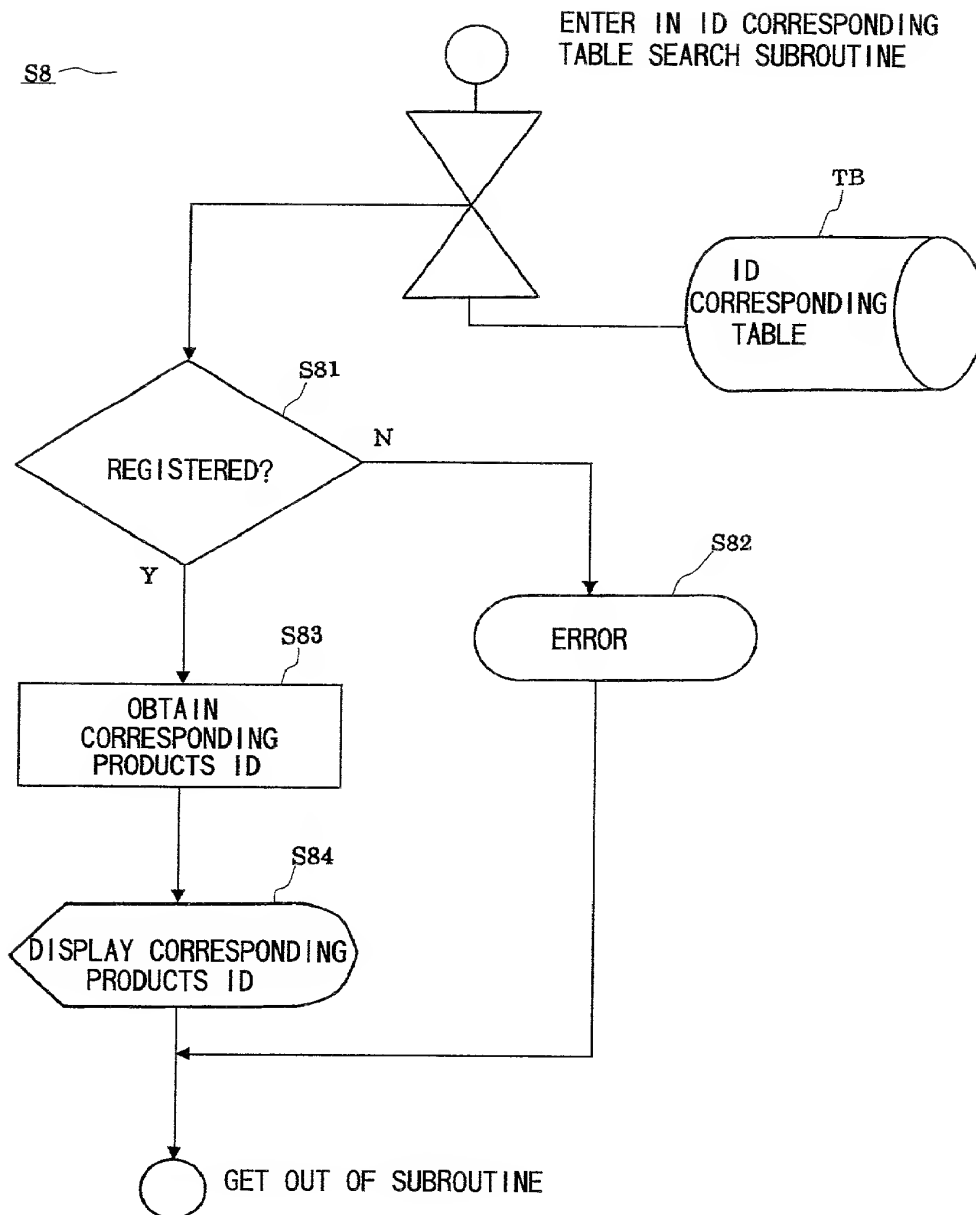 ENTER IN ID CORRESPONDING
TABLE SEARCH SUBROUTINE
S8
TB
ID
CORRESPONDING
TABLE
S81
REGISTERED?
N
Y
S82
ERROR
S83
OBTAIN
CORRESPONDING
PRODUCTS ID
S84
DISPLAY CORRESPONDING
PRODUCTS ID
GET OUT OF SUBROUTINE